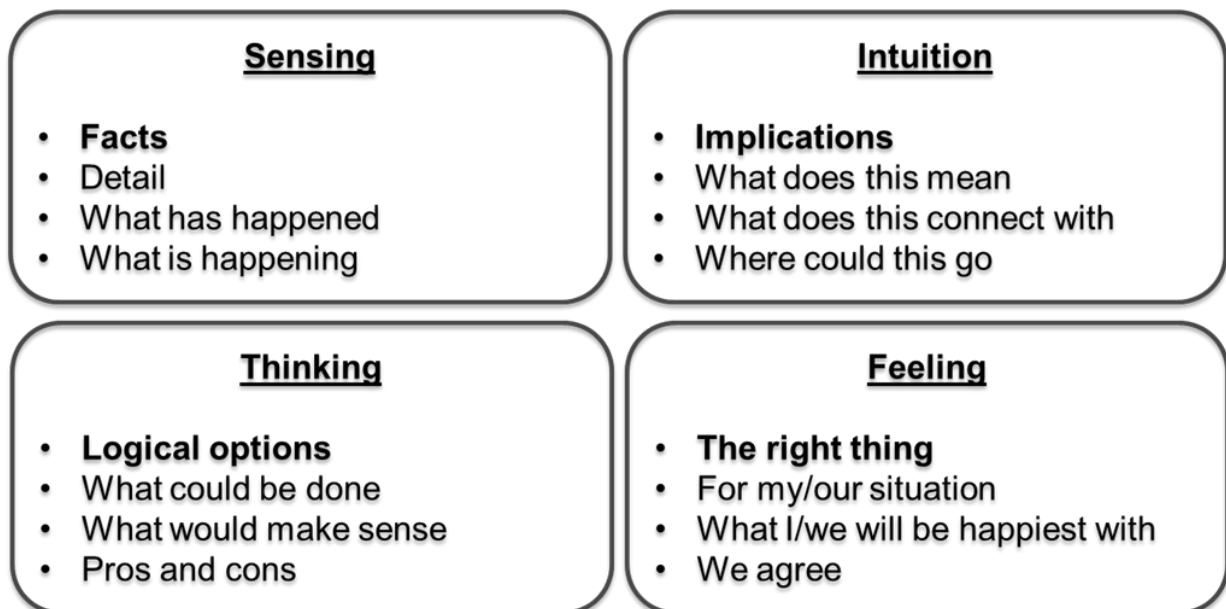 Sensing
• Facts
• Detail
• What has happened
• What is happening
Intuition
• Implications
• What does this mean
• What does this connect with
• Where could this go
Thinking
• Logical options
• What could be done
• What would make sense
• Pros and cons
Feeling
• The right thing
• For my/our situation
• What I/we will be happiest with
• We agree